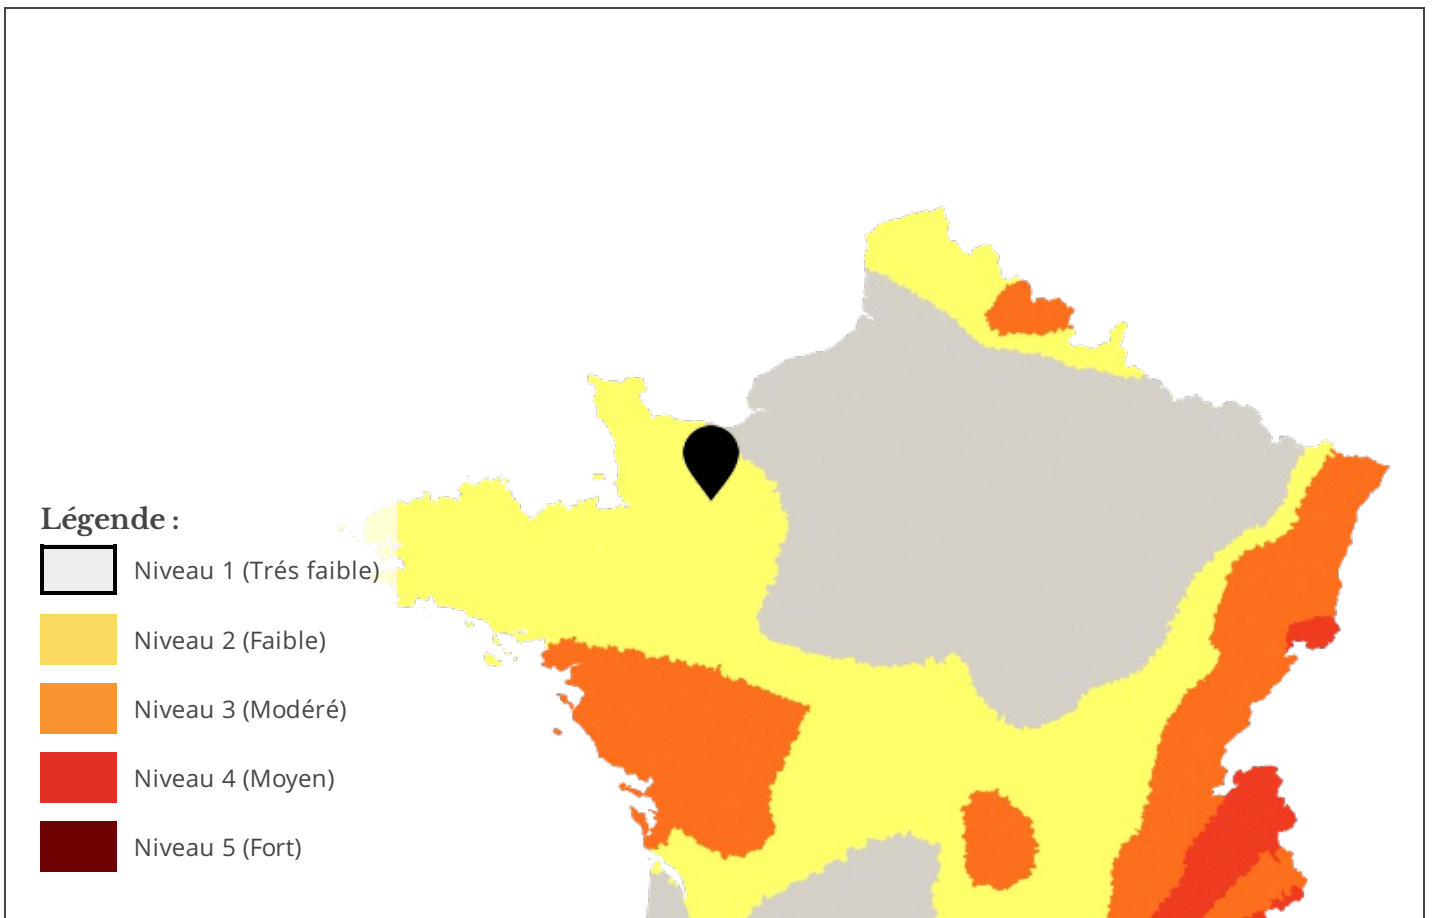 Légende :
Niveau 1 (Trés faible)
Niveau 2 (Faible)
Niveau 3 (Modéré)
Niveau 4 (Moyen)
Niveau 5 (Fort)